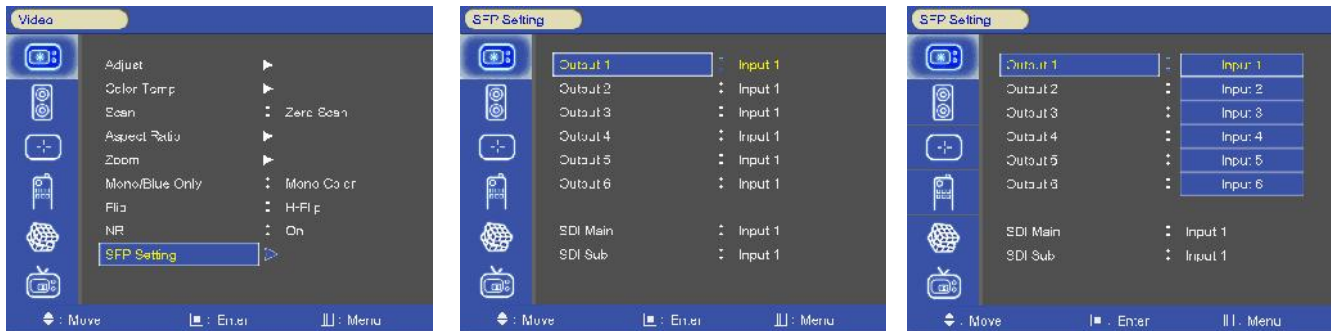 Video
Adjust
Color Temp
Scan : Zero Scan
Aspect Ratio
Zoom
Mono/Blue Only : Mono Color
Flip : H-Flip
NR : On
SFP Setting
: Move : Enter : Menu
SFP Setting
Output 1 : Input 1
Output 2 : Input 1
Output 3 : Input 1
Output 4 : Input 1
Output 5 : Input 1
Output 6 : Input 1
SDI Main : Input 1
SDI Sub : Input 1
: Move : Enter : Menu
SFP Setting
Output 1 : Input 1
Output 2 : Input 2
Output 3 : Input 3
Output 4 : Input 4
Output 5 : Input 5
Output 6 : Input 6
SDI Main : Input 1
SDI Sub : Input 1
: Move : Enter : Menu